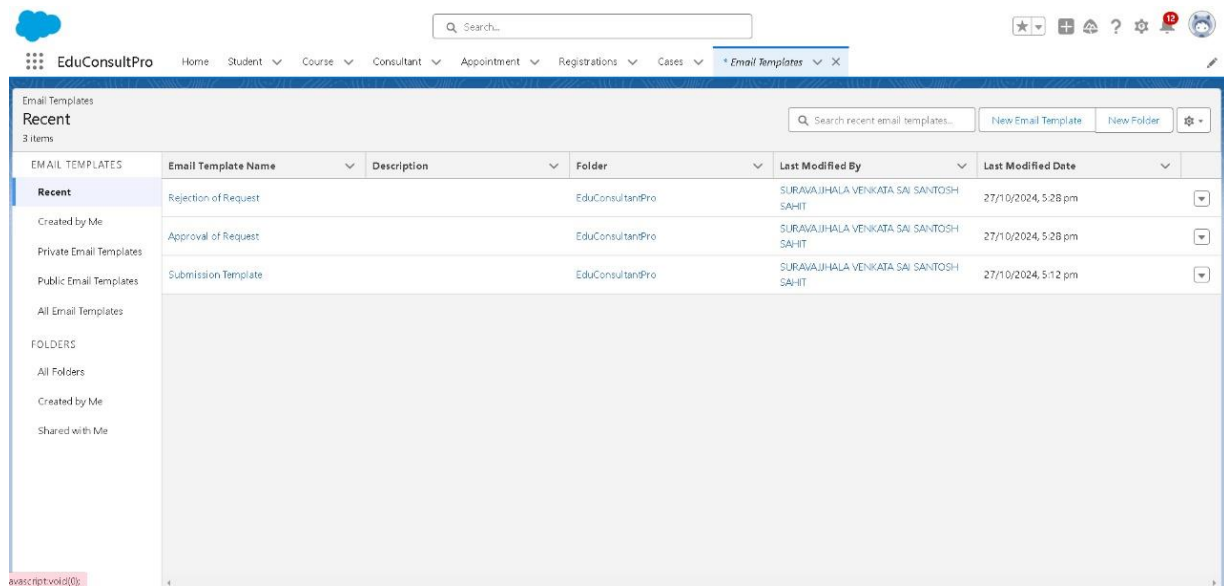 Search...
12
EduConsultPro
Home
Student
Course
Consultant
Appointment
Registrations
Cases
* Email Templates
Email Templates
Recent
3 items
Search recent email templates...
New Email Template
New Folder
EMAIL TEMPLATES
Recent
Created by Me
Private Email Templates
Public Email Templates
All Email Templates
FOLDERS
All Folders
Created by Me
Shared with Me
Email Template Name
Description
Folder
Last Modified By
Last Modified Date
Rejection of Request
EduConsultantPro
SURAVAJJHALA VENKATA SAI SANTOSH
SAHIT
27/10/2024, 5:28 pm
Approval of Request
EduConsultantPro
SURAVAJJHALA VENKATA SAI SANTOSH
SAHIT
27/10/2024, 5:28 pm
Submission Template
EduConsultantPro
SURAVAJJHALA VENKATA SAI SANTOSH
SAHIT
27/10/2024, 5:12 pm
avascript:void(0);